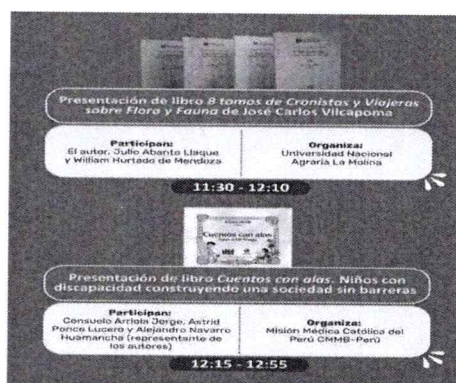 Presentación de libro 8 tomos de Cronistas y Viajeros
sobre Flora y Fauna de José Carlos Vilcapoma
Participan:
El autor, Julio Abanto Llaque
y William Hurtado de Mendoza
Organiza:
Universidad Nacional
Agraria La Molina
11:30 - 12:10
Cuentos con alas
Presentación de libro Cuentos con alas. Niños con
discapacidad construyendo una sociedad sin barreras
Participan:
Consuelo Arriola Jorge, Astrid
Ponce Lucero y Alejandro Navarro
Huamancha (representante de
los autores)
Organiza:
Misión Médica Católica del
Perú CMMB-Perú
12:15 - 12:55